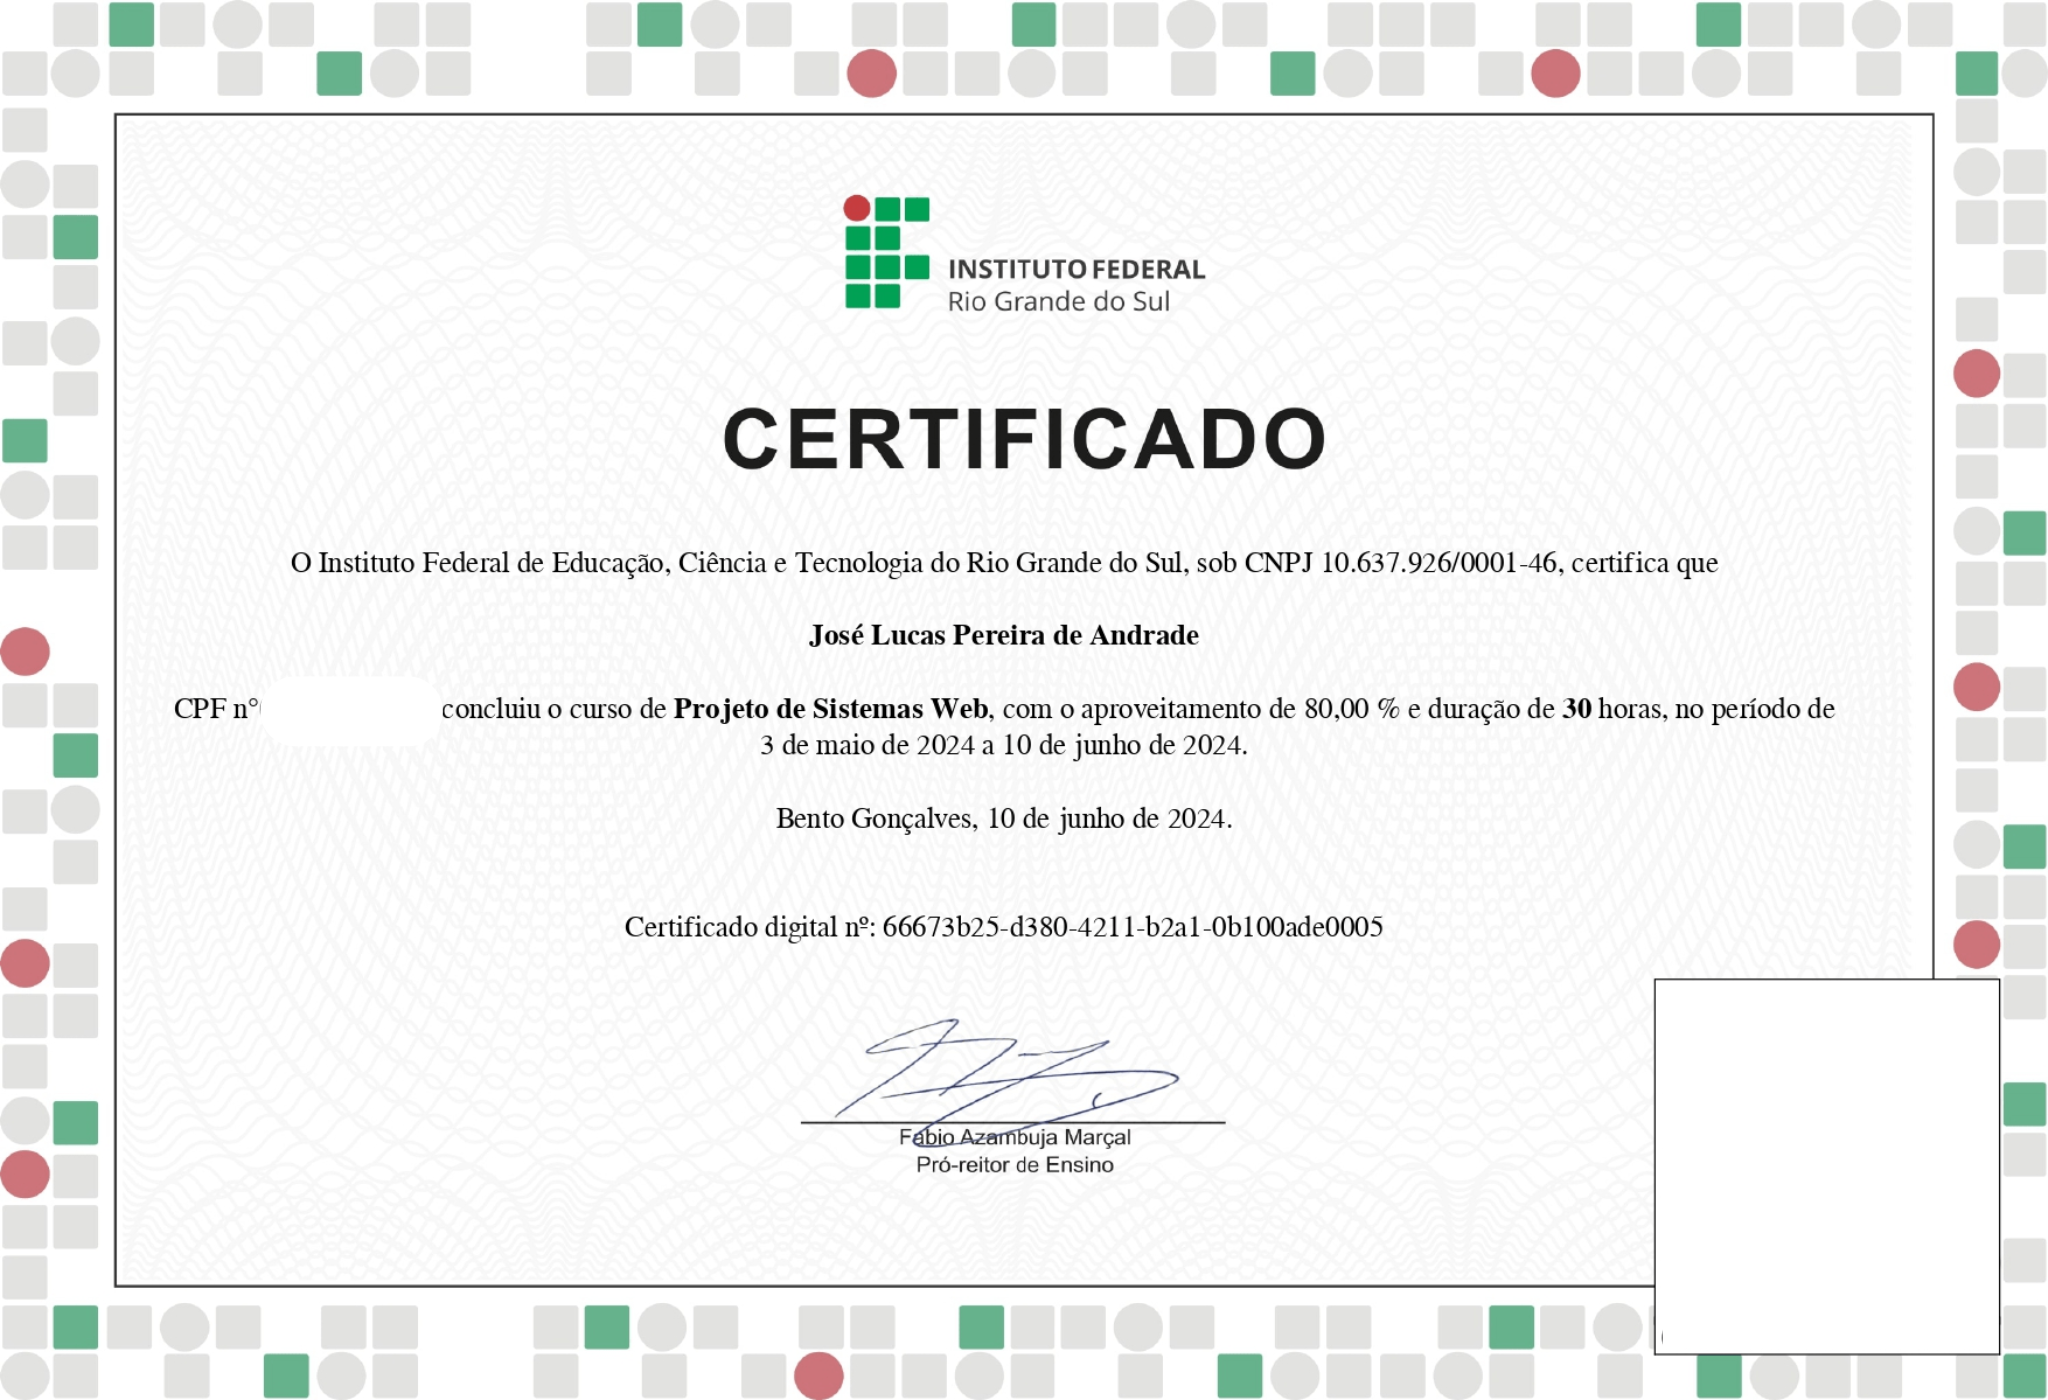 INSTITUTO FEDERAL
Rio Grande do Sul
CERTIFICADO
O Instituto Federal de Educação, Ciência e Tecnologia do Rio Grande do Sul, sob CNPJ 10.637.926/0001-46, certifica que
José Lucas Pereira de Andrade
CPF n° concluiu o curso de Projeto de Sistemas Web, com o aproveitamento de 80,00 % e duração de 30 horas, no período de
3 de maio de 2024 a 10 de junho de 2024.
Bento Gonçalves, 10 de junho de 2024.
Certificado digital nº: 66673b25-d380-4211-b2a1-0b100ade0005
Fábio Azambuja Marçal
Pró-reitor de Ensino